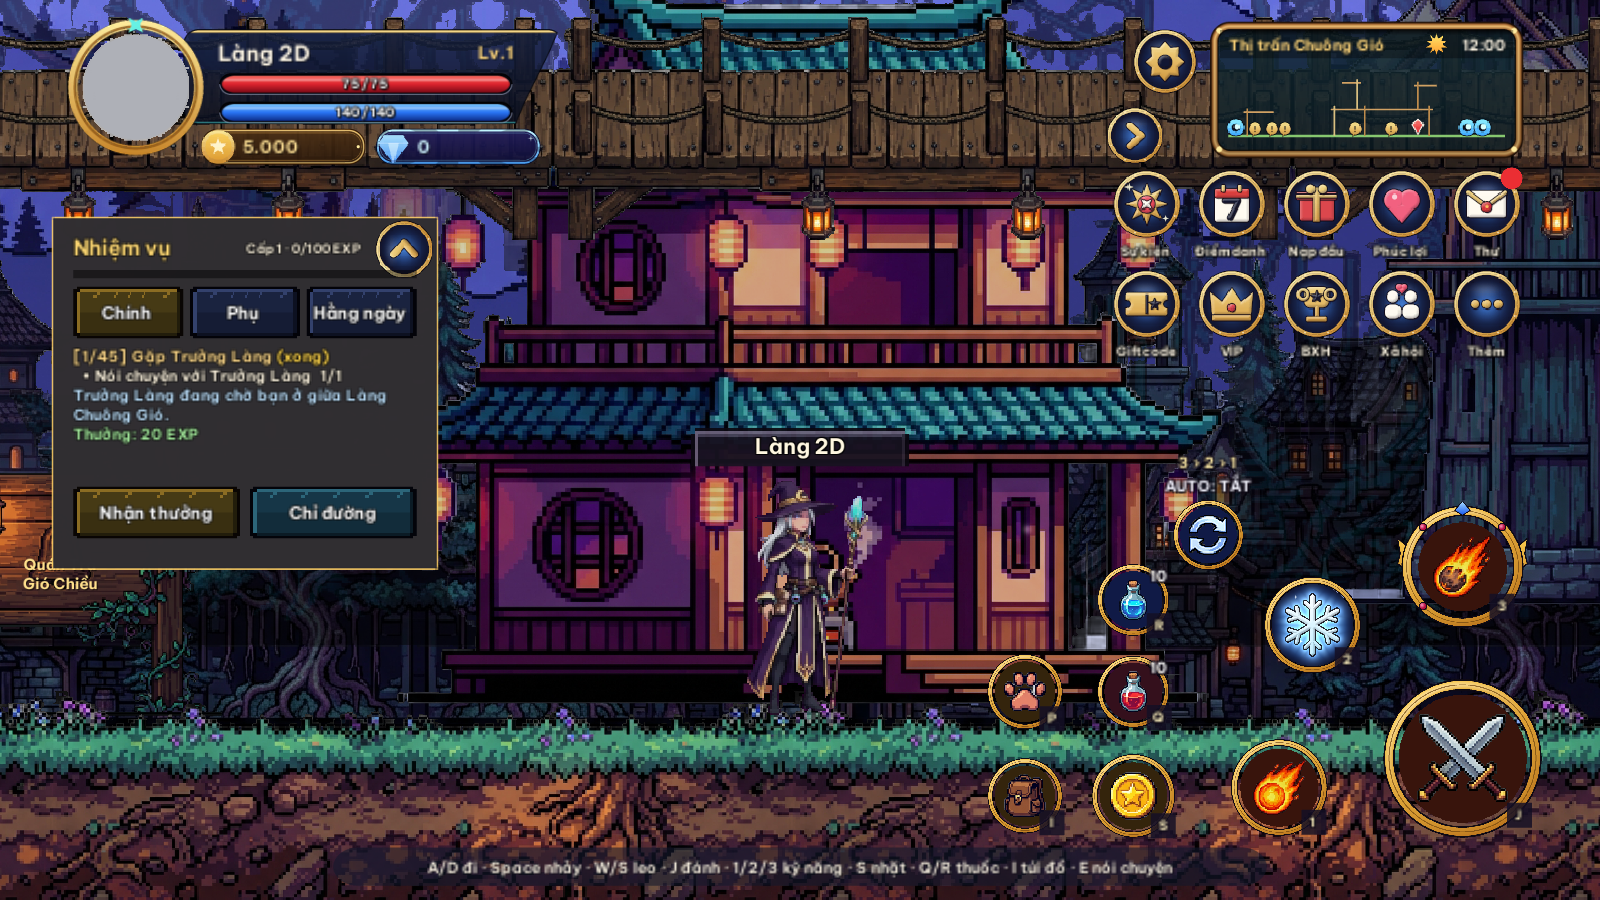 Làng 2D
Lv.1
75/75
140/140
5.000
0
Thị trấn Chuông Gió
12:00
Sự kiện
7
Điểm danh
Nạp đầu
Phúc lợi
Thư
Giftcode
VIP
BXH
Xã hội
Thêm
Nhiệm vụ
Cấp 1 · 0/100 EXP
Chính
Phụ
Hằng ngày
[1/45] Gặp Trưởng Làng (xong)
• Nói chuyện với Trưởng Làng 1/1
Trưởng Làng đang chờ bạn ở giữa Làng
Chuông Gió.
Thưởng: 20 EXP
Nhận thưởng
Chỉ đường
Gió Chiều
Làng 2D
3 › 2 › 1
AUTO: TẮT
10
R
10
Q
P
3
2
I
S
1
J
A/D đi · Space nhảy · W/S leo · J đánh · 1/2/3 kỹ năng · S nhặt · Q/R thuốc · I túi đồ · E nói chuyện